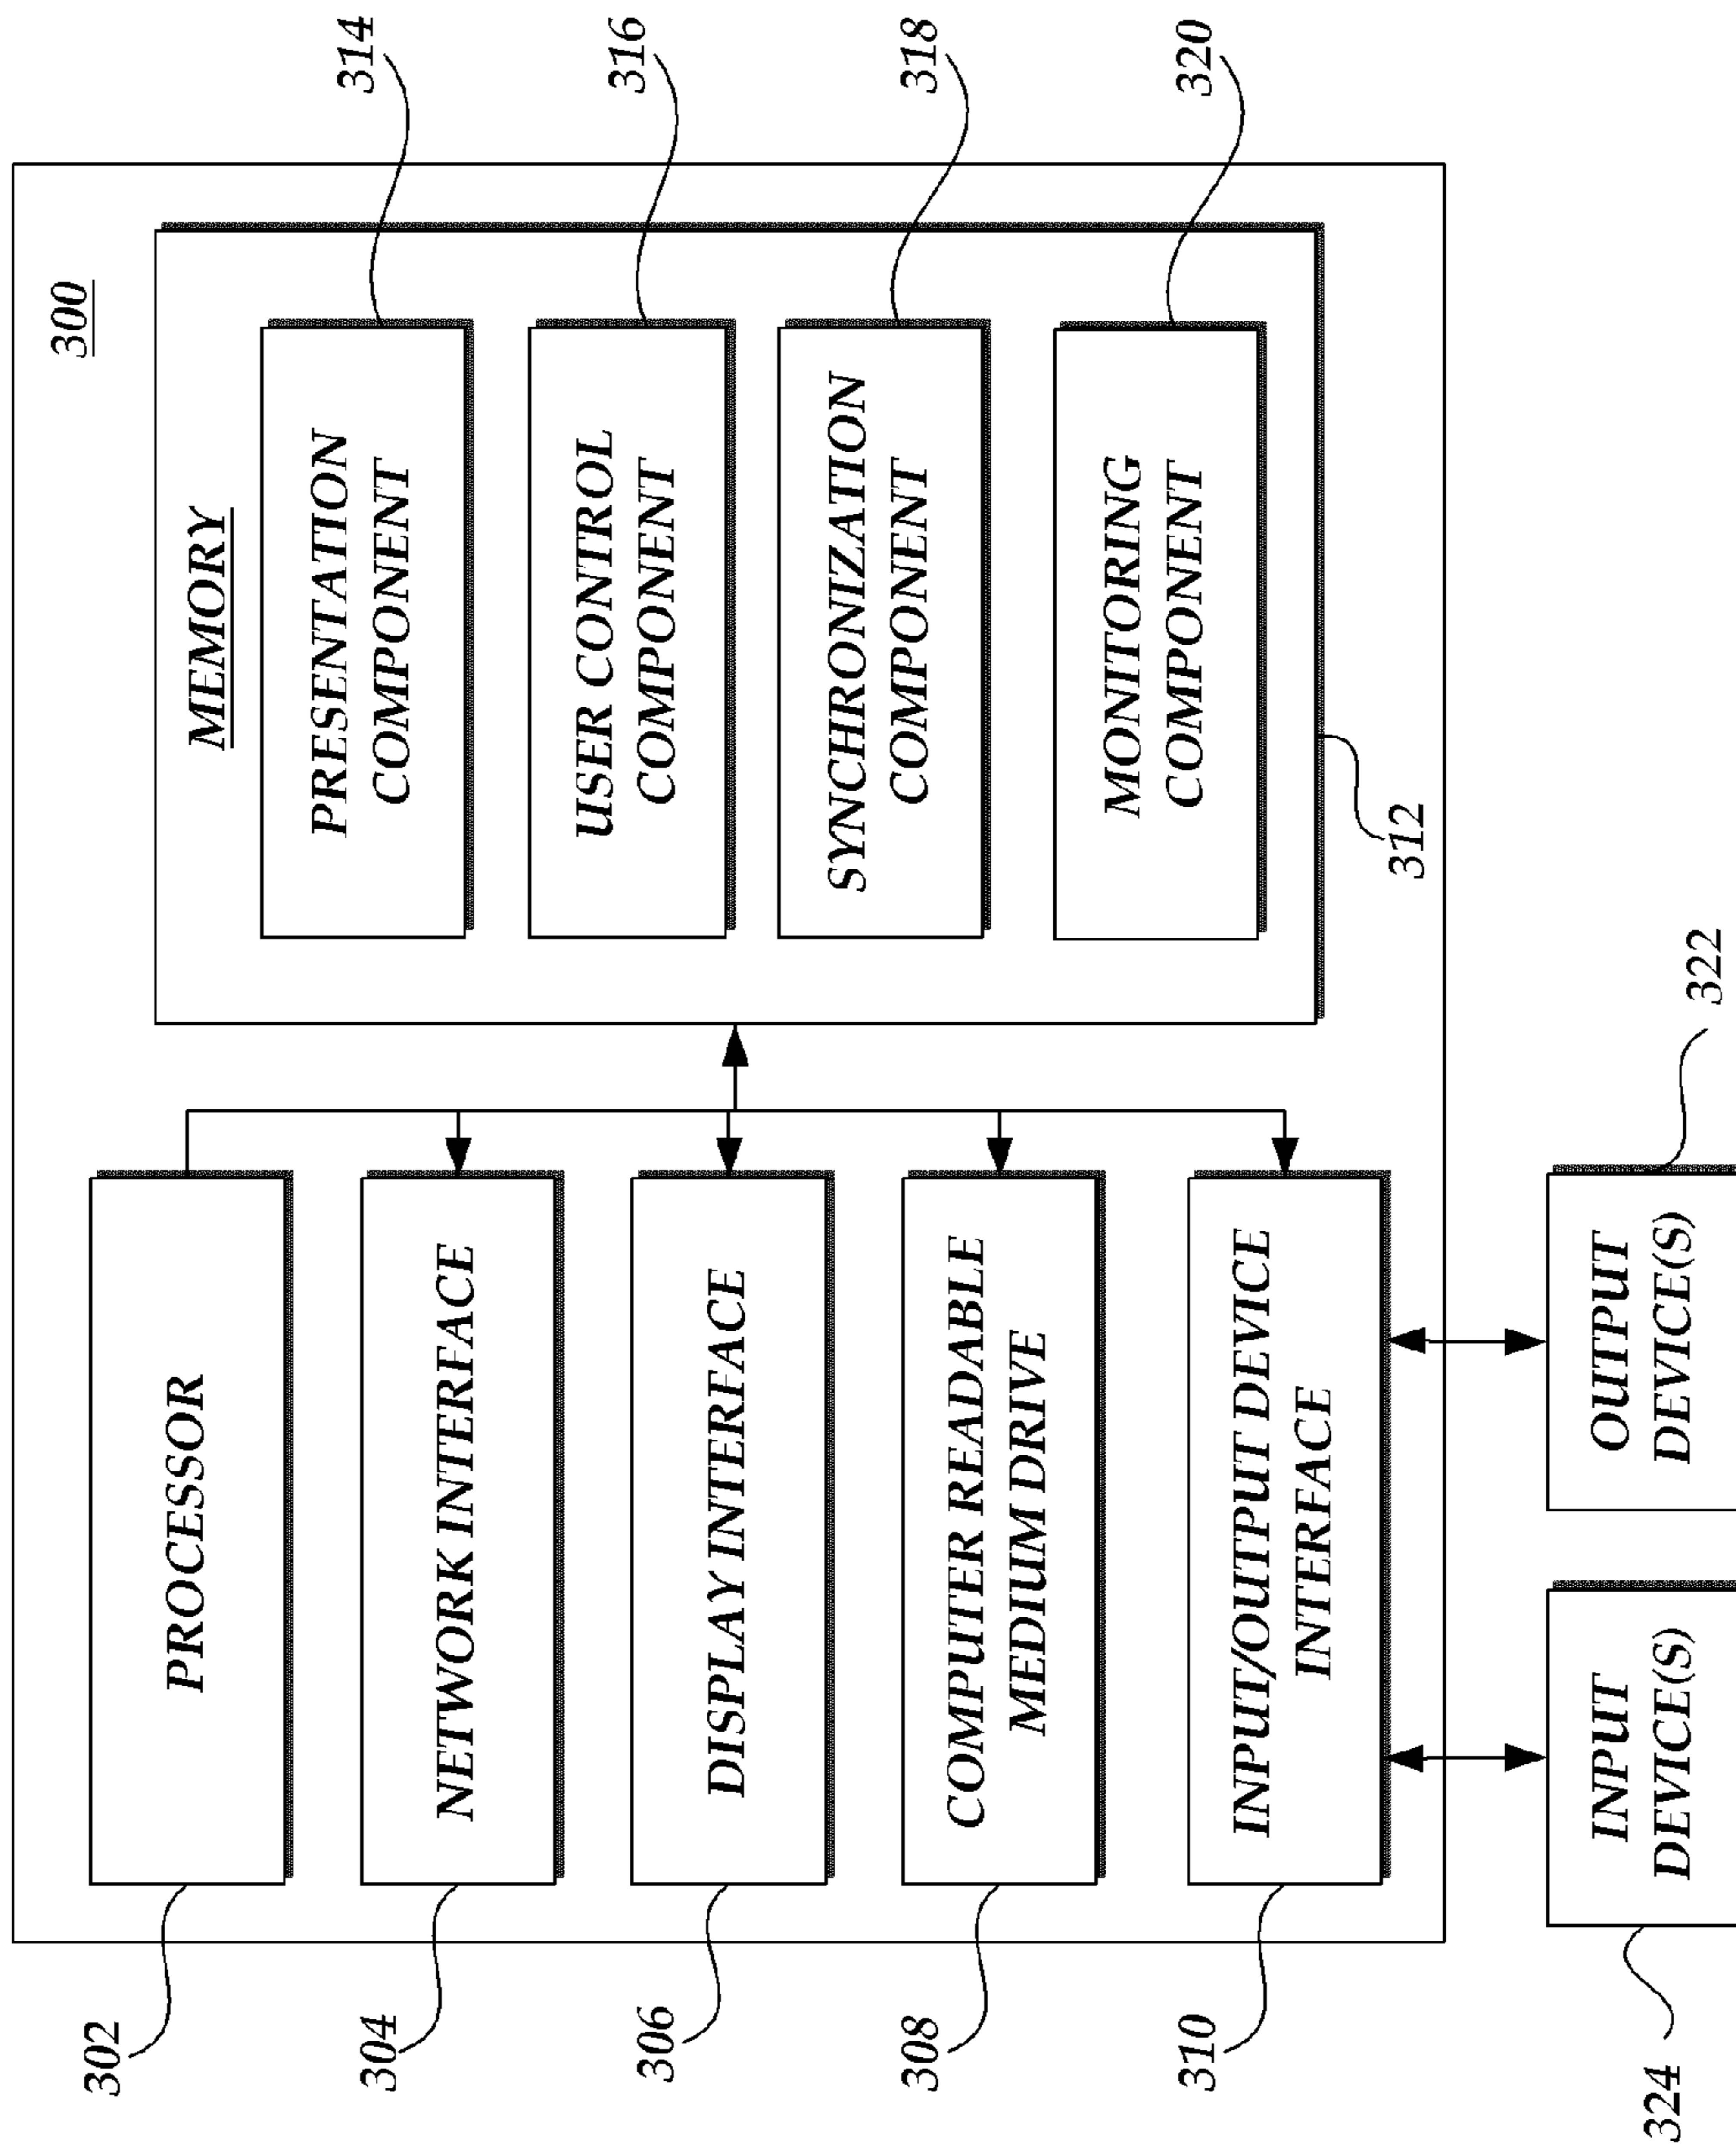 300
302
PROCESSOR
304
NETWORK INTERFACE
306
DISPLAY INTERFACE
308
COMPUTER READABLE
MEDIUM DRIVE
310
INPUT/OUTPUT DEVICE
INTERFACE
MEMORY
PRESENTATION
COMPONENT
314
USER CONTROL
COMPONENT
316
SYNCHRONIZATION
COMPONENT
318
MONITORING
COMPONENT
320
312
324
INPUT
DEVICE(S)
OUTPUT
DEVICE(S)
322